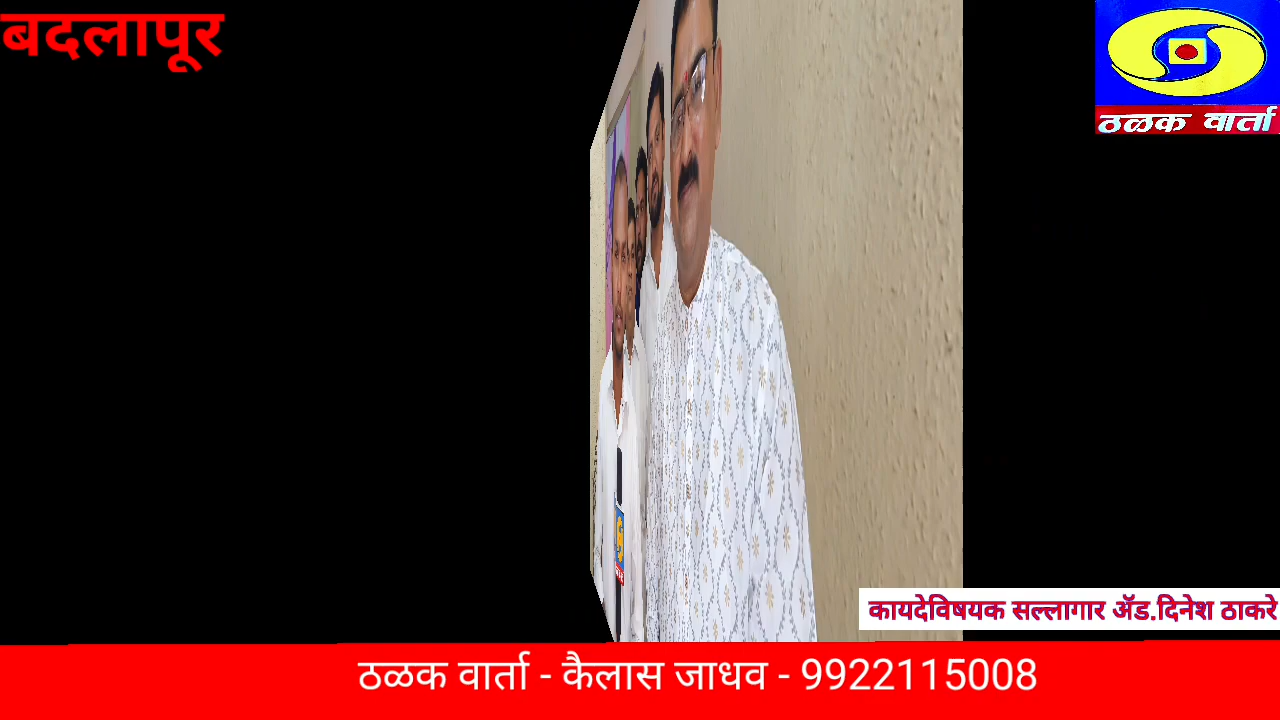 बदलापूर
ठळक वार्ता
कायदेविषयक सल्लागार ॲड.दिनेश ठाकरे
ठळक वार्ता - कैलास जाधव - 9922115008